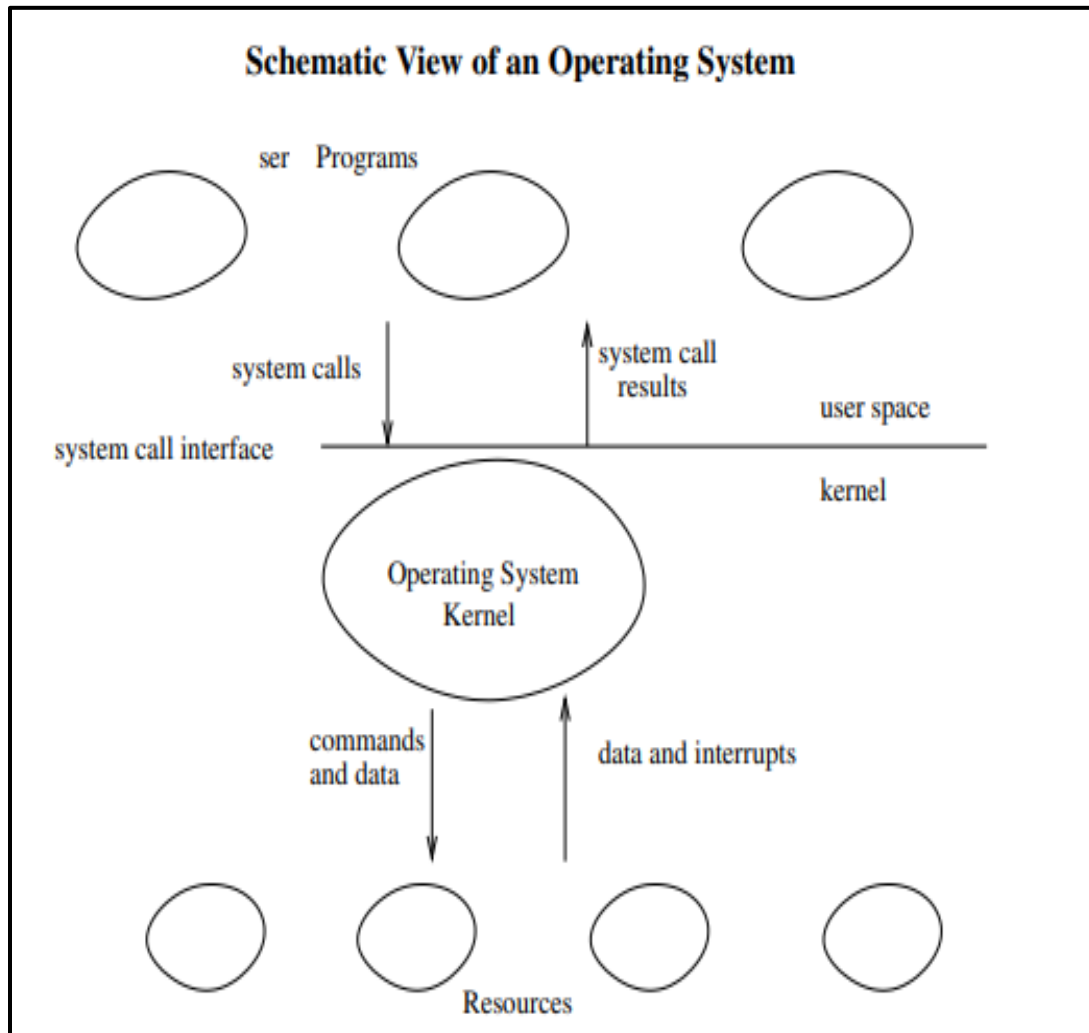 Schematic View of an Operating System
ser Programs
system calls
system call
results
user space
system call interface
kernel
Operating System
Kernel
commands
and data
data and interrupts
Resources